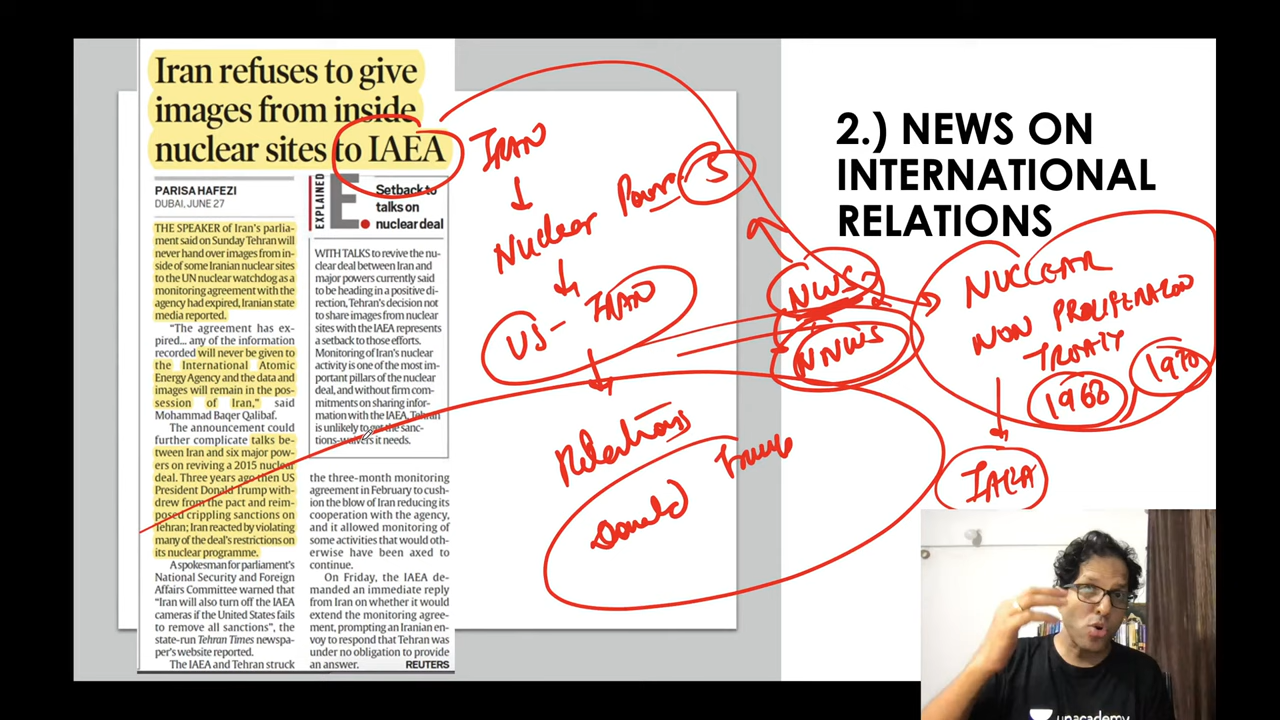 Iran refuses to give
images from inside
nuclear sites to IAEA
PARISA HAFEZI
DUBAI, JUNE 27
THE SPEAKER of Iran's parlia-
ment said on Sunday Tehran will
never hand over images from in-
side of some Iranian nuclear sites
to the UN nuclear watchdog as a
monitoring agreement with the
agency had expired, Iranian state
media reported.
"The agreement has ex-
pired... any of the information
recorded will never be given to
the International Atomic
Energy Agency and the data and
images will remain in the pos-
session of Iran," said
Mohammad Baqer Qalibaf.
The announcement could
further complicate talks be-
tween Iran and six major pow-
ers on reviving a 2015 nuclear
deal. Three years ago then US
President Donald Trump with-
drew from the pact and reim-
posed crippling sanctions on
Tehran; Iran reacted by violating
many of the deal's restrictions on
its nuclear programme.
A spokesman for parliament's
National Security and Foreign
Affairs Committee warned that
"Iran will also turn off the IAEA
cameras if the United States fails
to remove all sanctions", the
state-run Tehran Times newspa-
per's website reported.
The IAEA and Tehran struck
EXPLAINED
E.
Setback to
talks on
nuclear deal
WITH TALKS to revive the nu-
clear deal between Iran and
major powers currently said
to be heading in a positive di-
rection, Tehran's decision not
to share images from nuclear
sites with the IAEA represents
a setback to those efforts.
Monitoring of Iran's nuclear
activity is one of the most im-
portant pillars of the nuclear
deal, and without firm com-
mitments on sharing infor-
mation with the IAEA, Tehran
is unlikely to get the sanc-
tions-waivers it needs.
the three-month monitoring
agreement in February to cush-
ion the blow of Iran reducing its
cooperation with the agency,
and it allowed monitoring of
some activities that would oth-
erwise have been axed to
continue.
On Friday, the IAEA de-
manded an immediate reply
from Iran on whether it would
extend the monitoring agree-
ment, prompting an Iranian en-
voy to respond that Tehran was
under no obligation to provide
an answer. REUTERS
IRAN
Nuclear Power
5
US - IRAN
Relations
Donald Trump
NWS
NNWS
2.) NEWS ON
INTERNATIONAL
RELATIONS
NUCLEAR
NON PROLIFERATION
TREATY
1968
1970
IAEA
unacademy